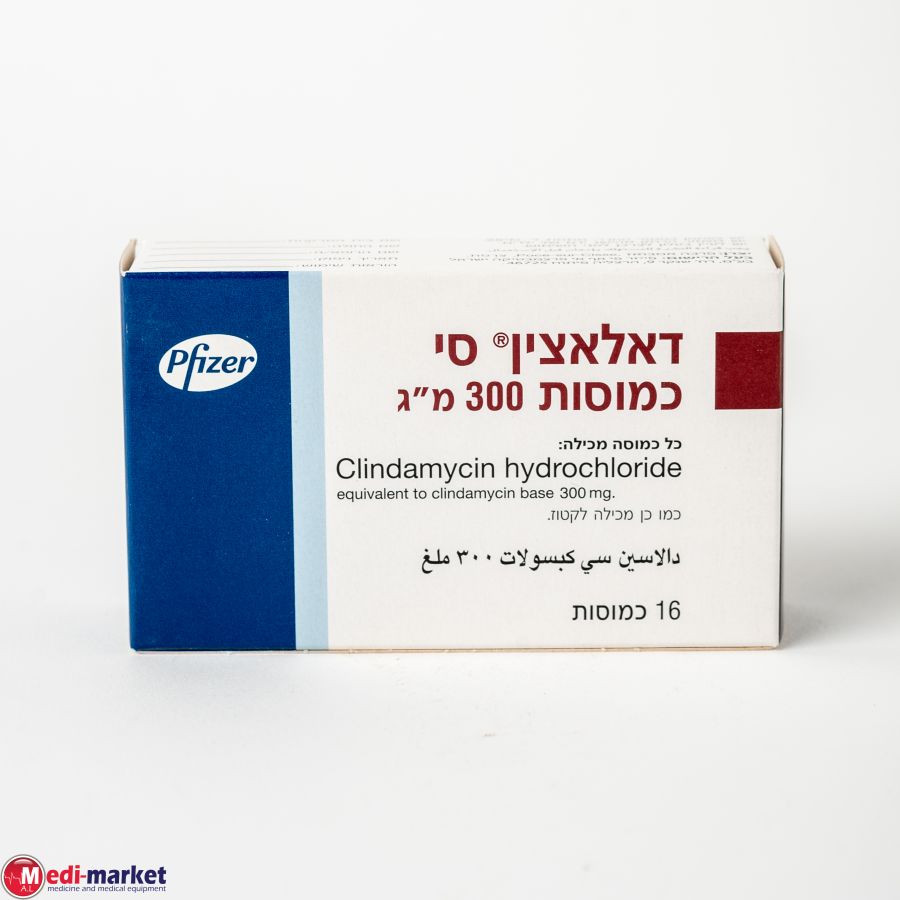 Pfizer
דאלאצין® סי
כמוסות 300 מ"ג
כל כמוסה מכילה:
Clindamycin hydrochloride
equivalent to clindamycin base 300 mg.
כמו כן מכילה לקטוז.
دالاسين سي كبسولات ٣٠٠ ملغ
16 כמוסות
Medi-market
A.L
medicine and medical equipment